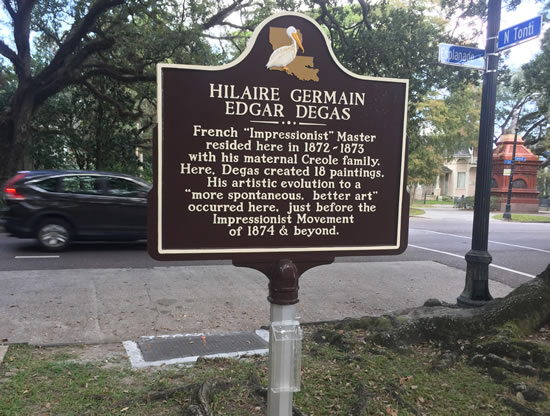 N Tonti
Esplanade
HILAIRE GERMAIN
EDGAR DEGAS
French "Impressionist" Master
resided here in 1872-1873
with his maternal Creole family.
Here, Degas created 18 paintings.
His artistic evolution to a
"more spontaneous, better art"
occurred here, just before the
Impressionist Movement
of 1874 & beyond.